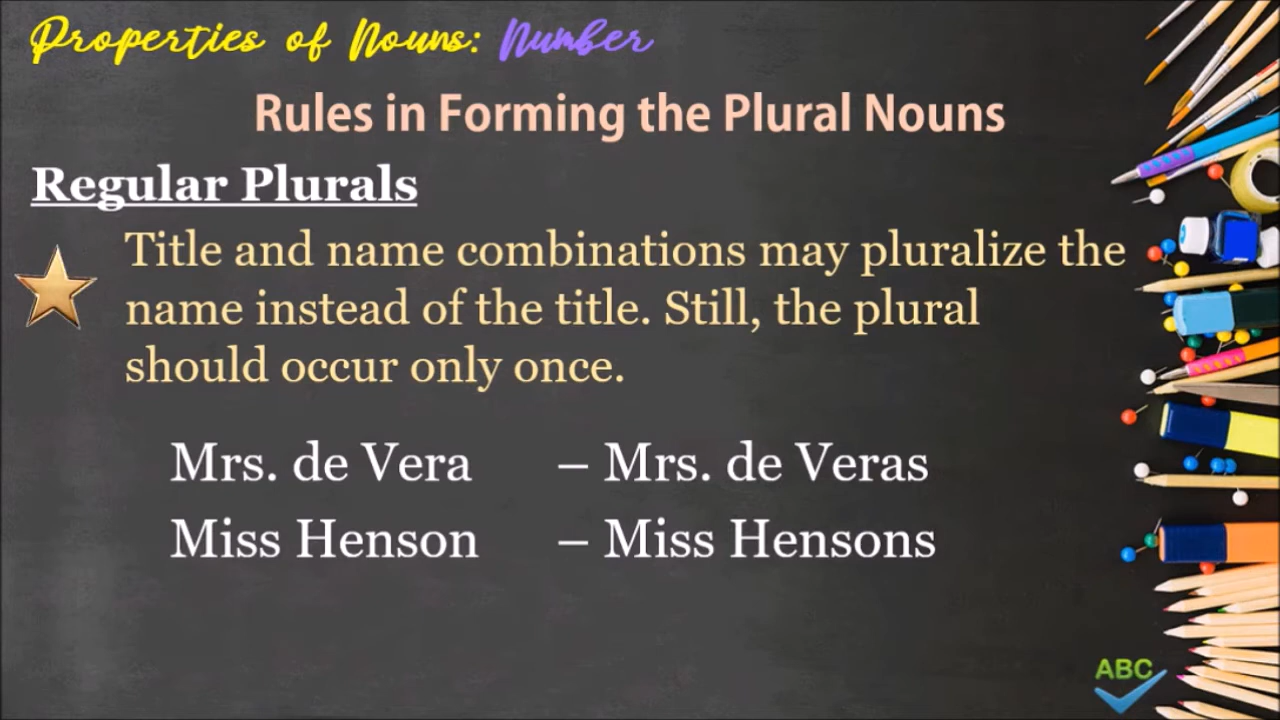 Properties of Nouns: Number
Rules in Forming the Plural Nouns
Regular Plurals
Title and name combinations may pluralize the
name instead of the title. Still, the plural
should occur only once.
Mrs. de Vera – Mrs. de Veras
Miss Henson – Miss Hensons
ABC